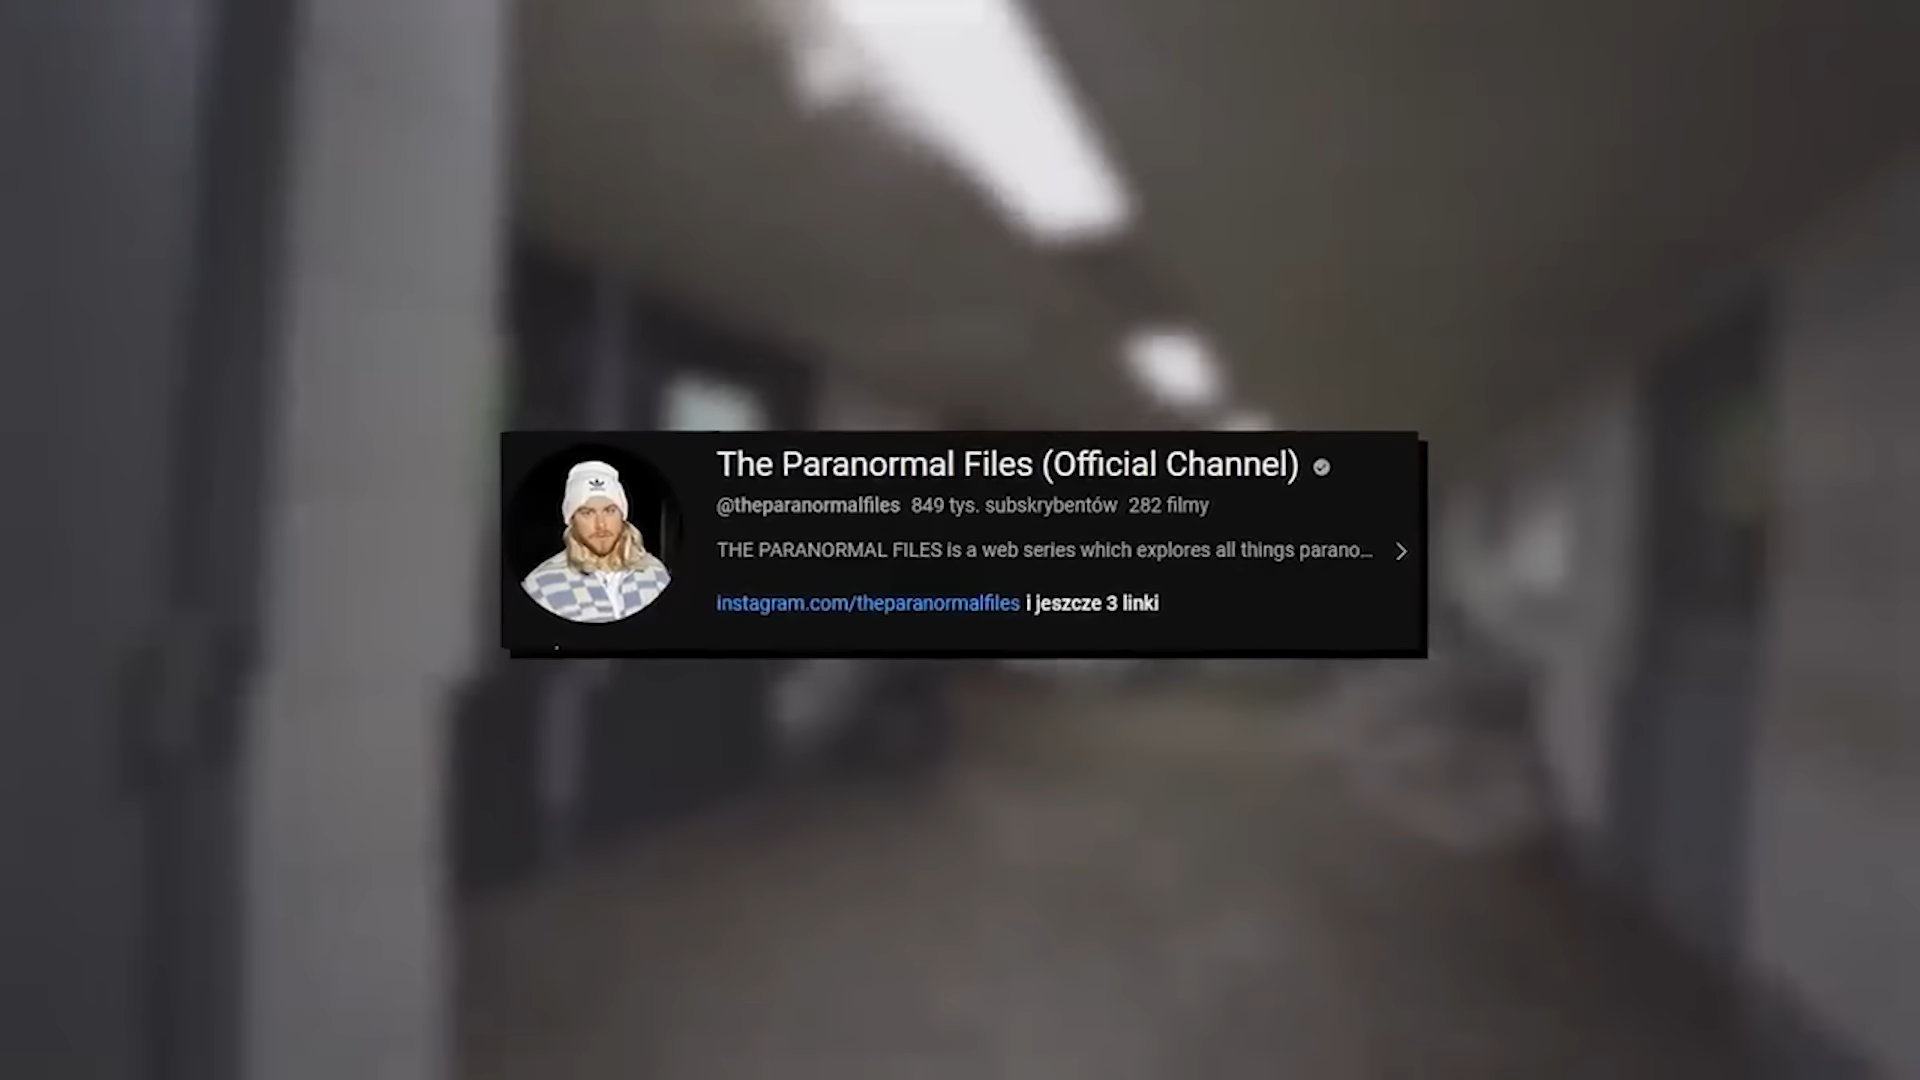 The Paranormal Files (Official Channel)
@theparanormalfiles 849 tys. subskrybentów 282 filmy
THE PARANORMAL FILES is a web series which explores all things parano...
instagram.com/theparanormalfiles i jeszcze 3 linki